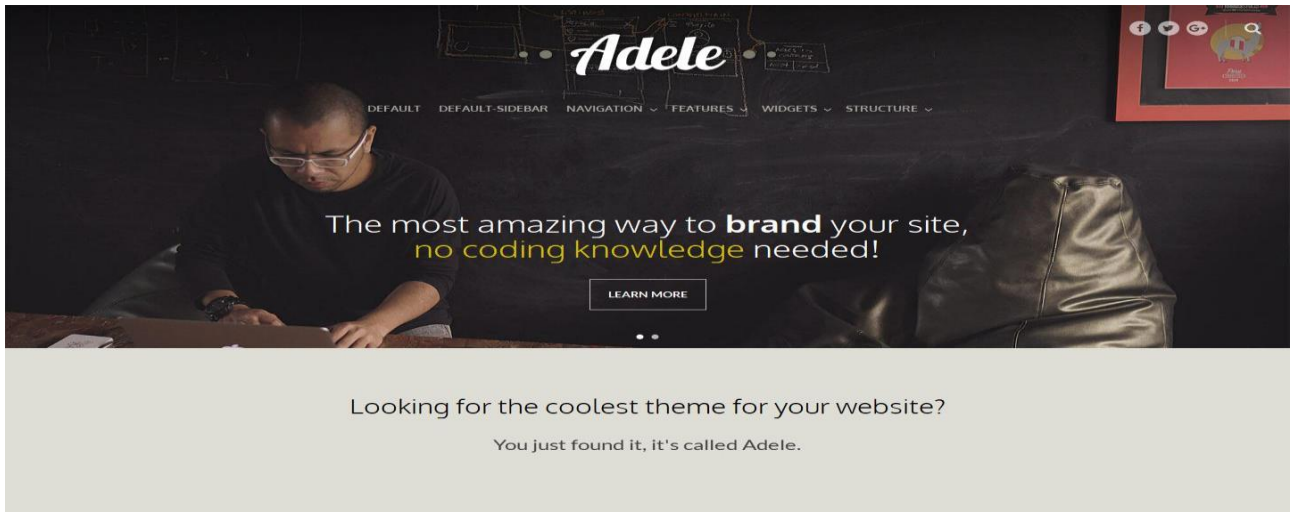 Adele
DEFAULT DEFAULT-SIDEBAR NAVIGATION FEATURES WIDGETS STRUCTURE
The most amazing way to brand your site,
no coding knowledge needed!
LEARN MORE
Looking for the coolest theme for your website?
You just found it, it's called Adele.